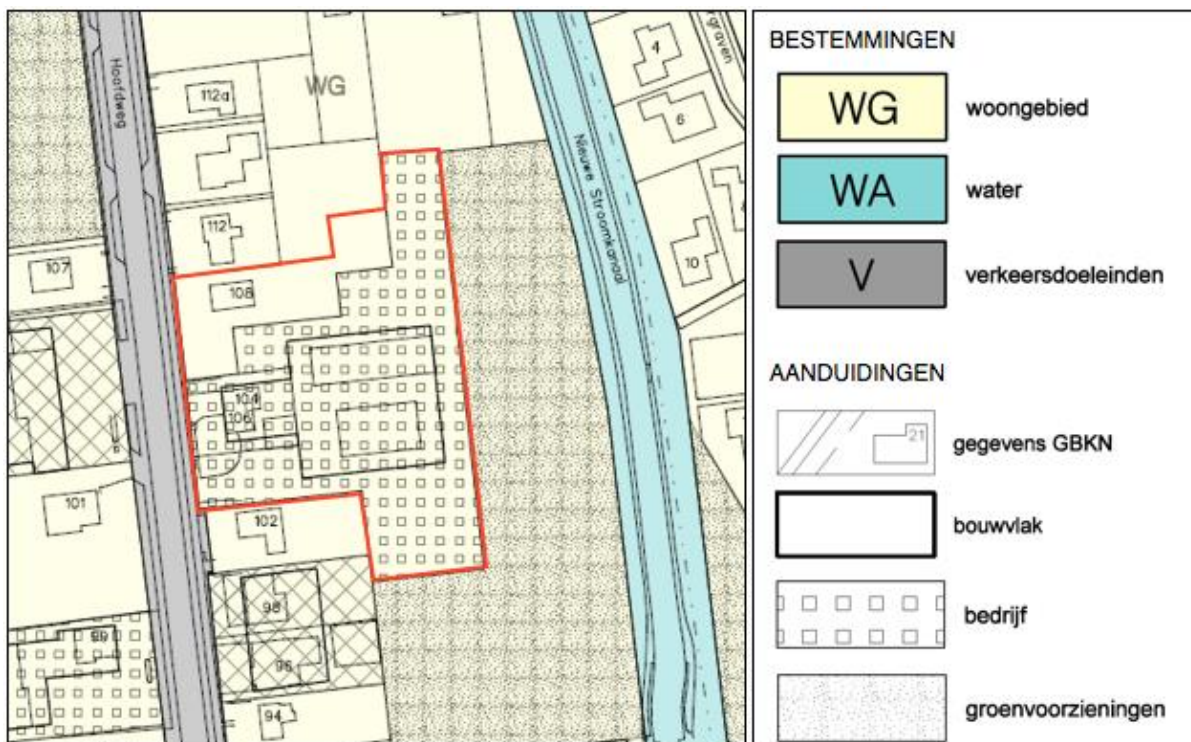 Hoofdweg
112a
WG
112
108
107
104
106
101
102
98
96
99
94
Nieuwe Stroomkanaal
4
6
10
graven
BESTEMMINGEN
WG woongebied
WA water
V verkeersdoeleinden
AANDUIDINGEN
21 gegevens GBKN
bouwvlak
bedrijf
groenvoorzieningen